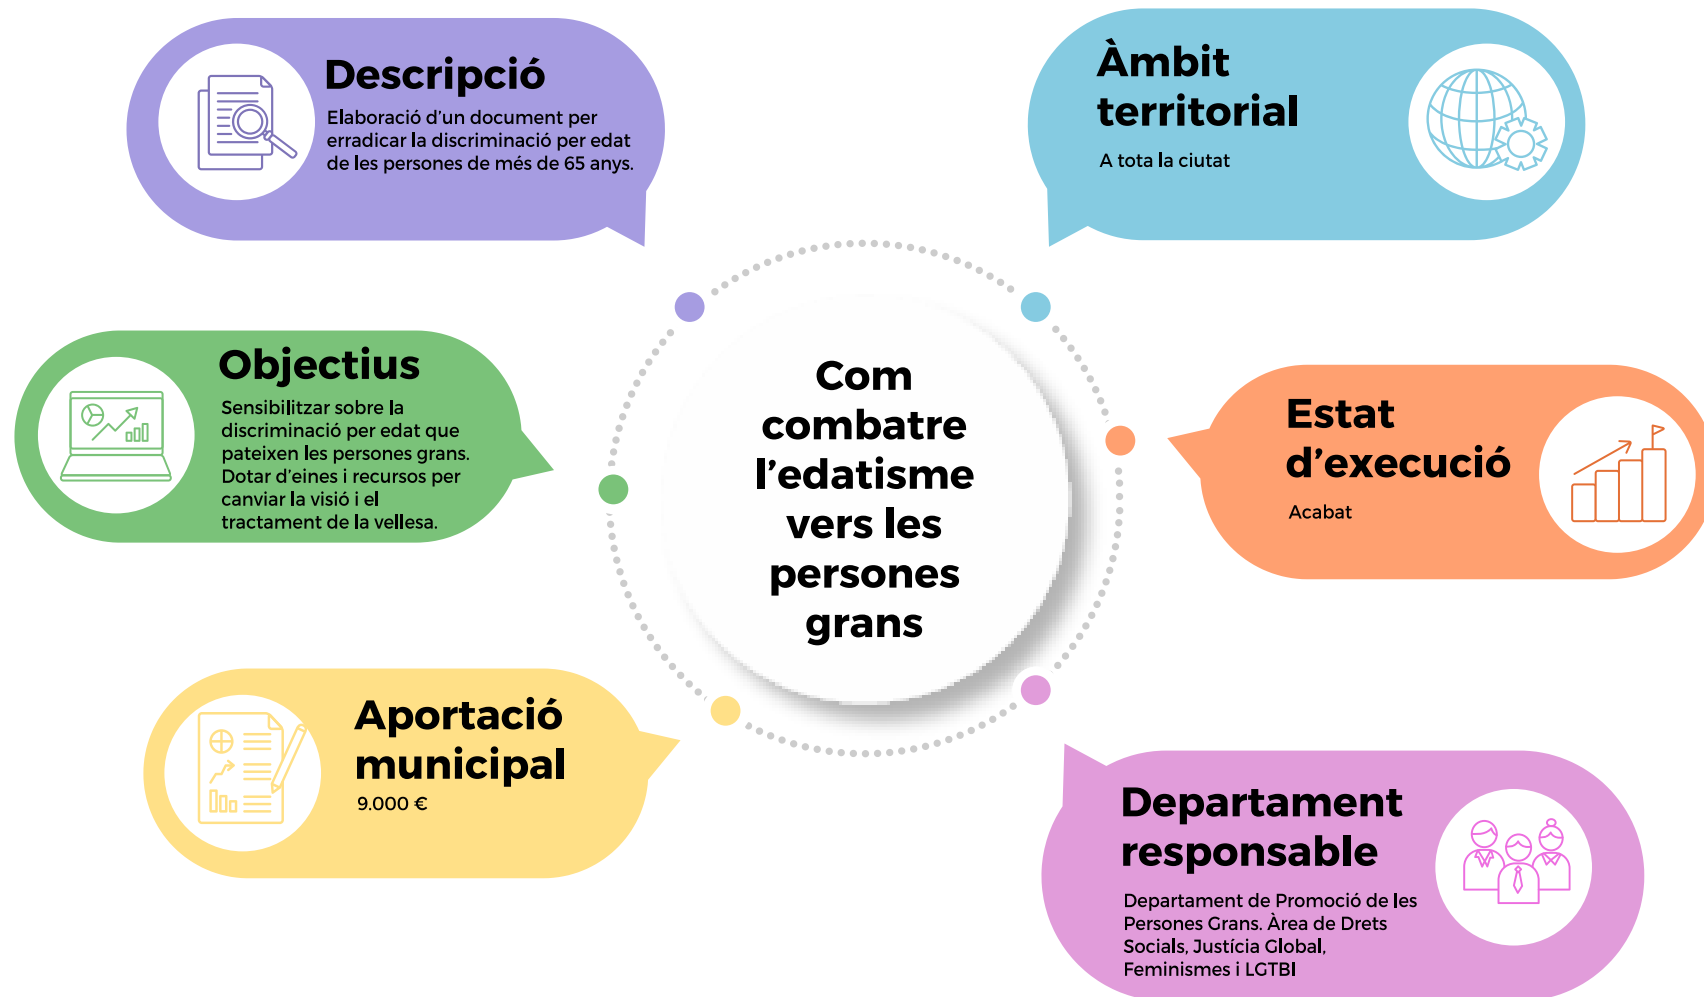 Descripció
Elaboració d'un document per
erradicar la discriminació per edat
de les persones de més de 65 anys.
Àmbit
territorial
A tota la ciutat
Objectius
Sensibilitzar sobre la
discriminació per edat que
pateixen les persones grans.
Dotar d'eines i recursos per
canviar la visió i el
tractament de la vellesa.
Com
combatre
l'edatisme
vers les
persones
grans
Estat
d'execució
Acabat
Aportació
municipal
9.000 €
Departament
responsable
Departament de Promoció de les
Persones Grans. Àrea de Drets
Socials, Justícia Global,
Feminismes i LGTBI